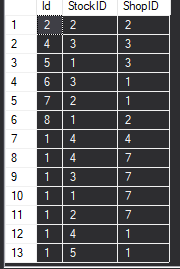 Id StockID ShopID
1 2 2 2
2 4 3 3
3 5 1 3
4 6 3 1
5 7 2 1
6 8 1 2
7 1 4 4
8 1 4 7
9 1 3 7
10 1 1 7
11 1 2 7
12 1 4 1
13 1 5 1